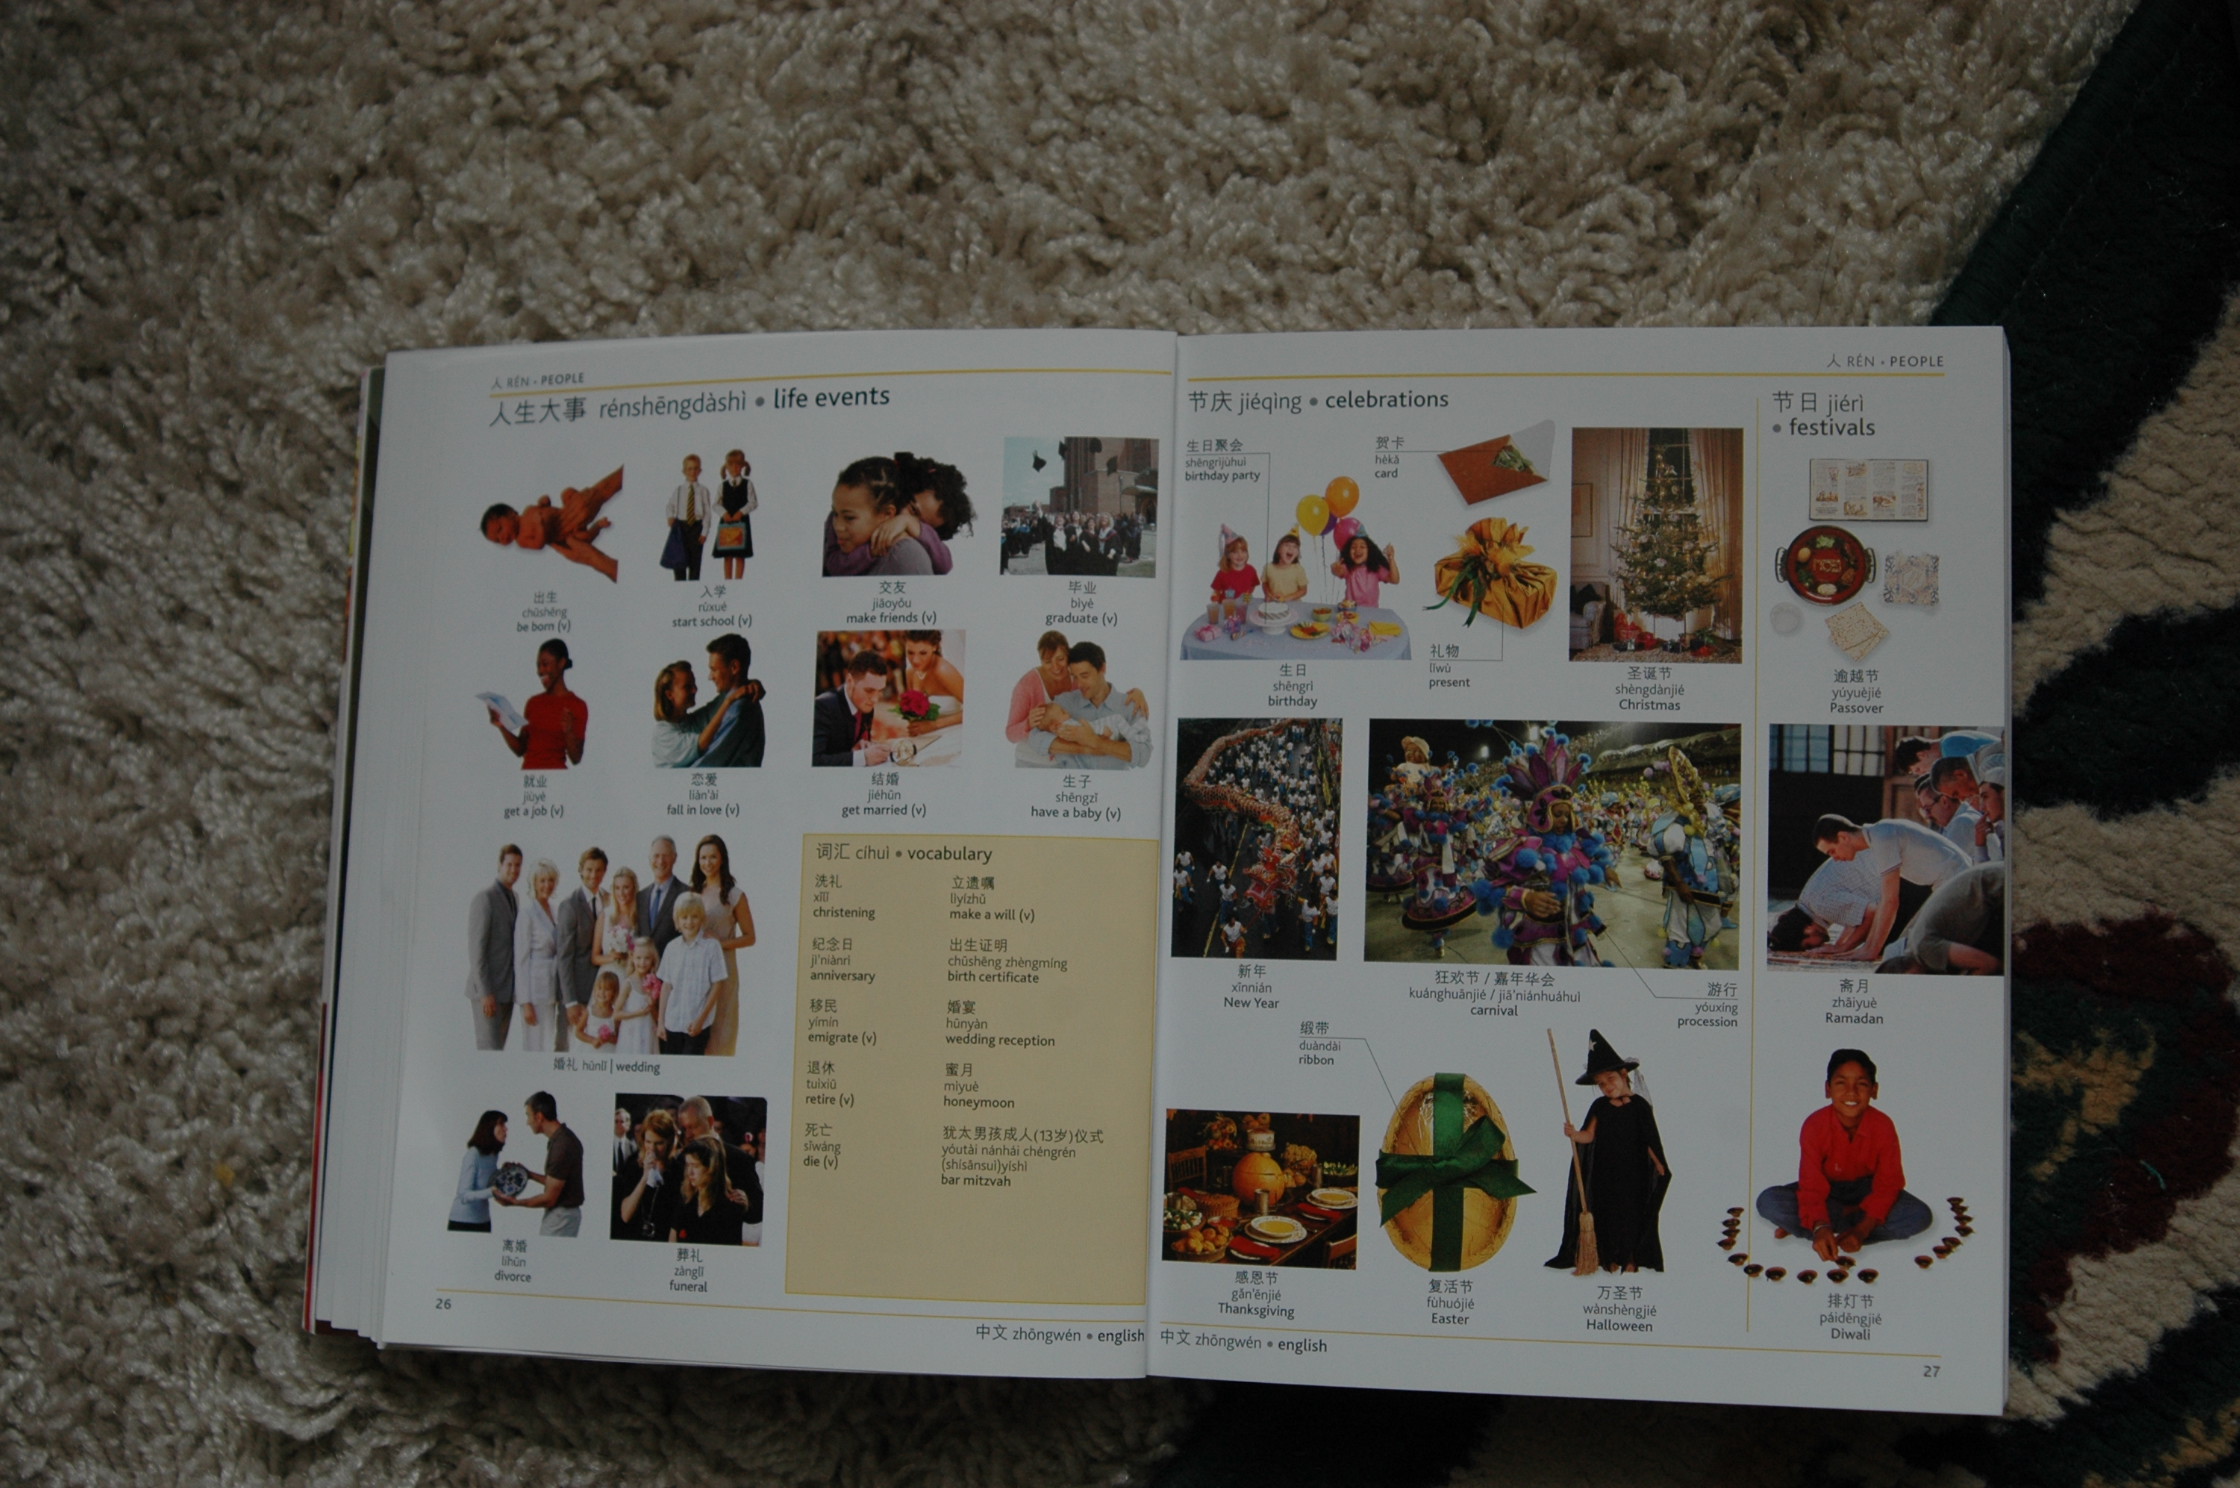 人 RÉN • PEOPLE
人生大事 rénshēngdàshì • life events
出生
chūshēng
be born (v)
入学
rùxué
start school (v)
交友
jiāoyǒu
make friends (v)
毕业
bìyè
graduate (v)
就业
jiùyè
get a job (v)
恋爱
liàn'ài
fall in love (v)
结婚
jiéhūn
get married (v)
生子
shēngzǐ
have a baby (v)
婚礼 hūnlǐ | wedding
离婚
líhūn
divorce
葬礼
zànglǐ
funeral
词汇 cíhuì • vocabulary
洗礼
xǐlǐ
christening
纪念日
jì'niànrì
anniversary
移民
yímín
emigrate (v)
退休
tuìxiū
retire (v)
死亡
sǐwáng
die (v)
立遗嘱
lìyízhǔ
make a will (v)
出生证明
chūshēng zhèngmíng
birth certificate
婚宴
hūnyàn
wedding reception
蜜月
mìyuè
honeymoon
犹太男孩成人(13岁)仪式
yóutài nánhái chéngrén
(shísānsuì)yíshì
bar mitzvah
26
中文 zhōngwén • english
人 RÉN • PEOPLE
节庆 jiéqìng • celebrations
生日聚会
shēngrìjùhuì
birthday party
贺卡
hèkǎ
card
生日
shēngrì
birthday
礼物
lǐwù
present
圣诞节
shèngdànjié
Christmas
新年
xīnnián
New Year
狂欢节 / 嘉年华会
kuánghuānjié / jiā'niánhuáhuì
carnival
游行
yóuxíng
procession
缎带
duàndài
ribbon
感恩节
gǎn'ēnjié
Thanksgiving
复活节
fùhuójié
Easter
万圣节
wànshèngjié
Halloween
节日 jiérì
• festivals
逾越节
yúyuèjié
Passover
斋月
zhāiyuè
Ramadan
排灯节
páidēngjié
Diwali
中文 zhōngwén • english
27